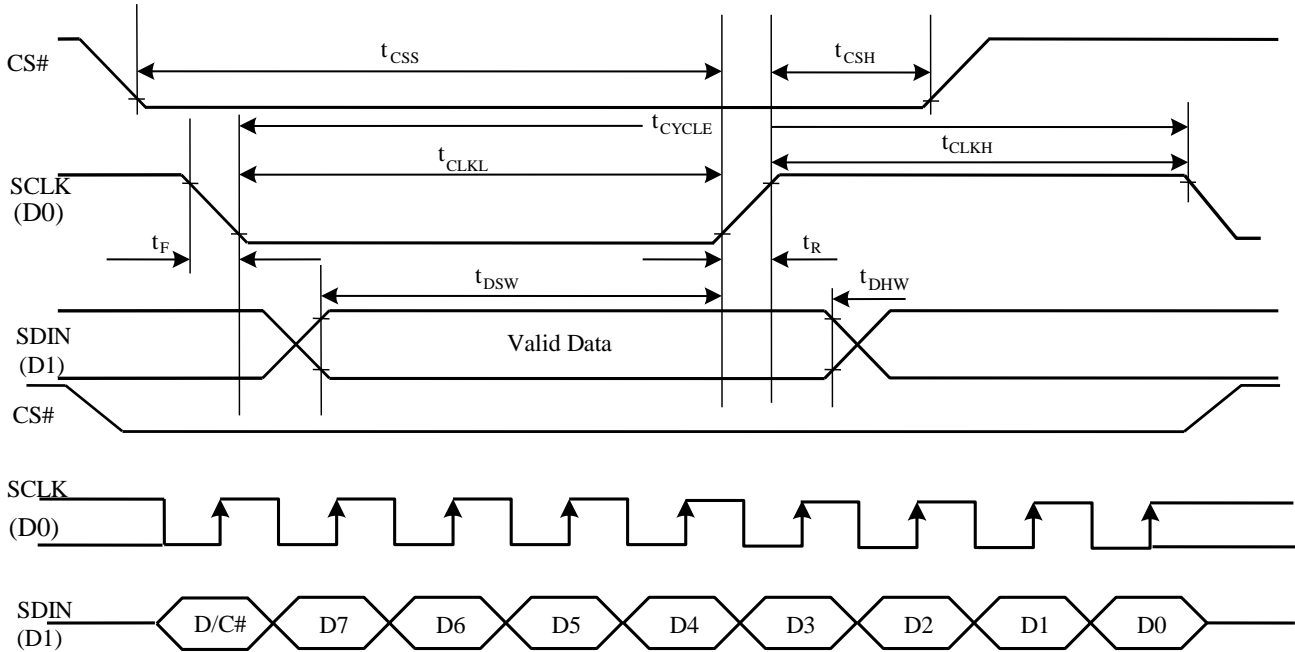 CS#
tCSS
tCSH
tCYCLE
tCLKL
tCLKH
SCLK
(D0)
tF
tR
tDSW
tDHW
SDIN
(D1)
Valid Data
CS#
SCLK
(D0)
SDIN
(D1)
D/C# D7 D6 D5 D4 D3 D2 D1 D0